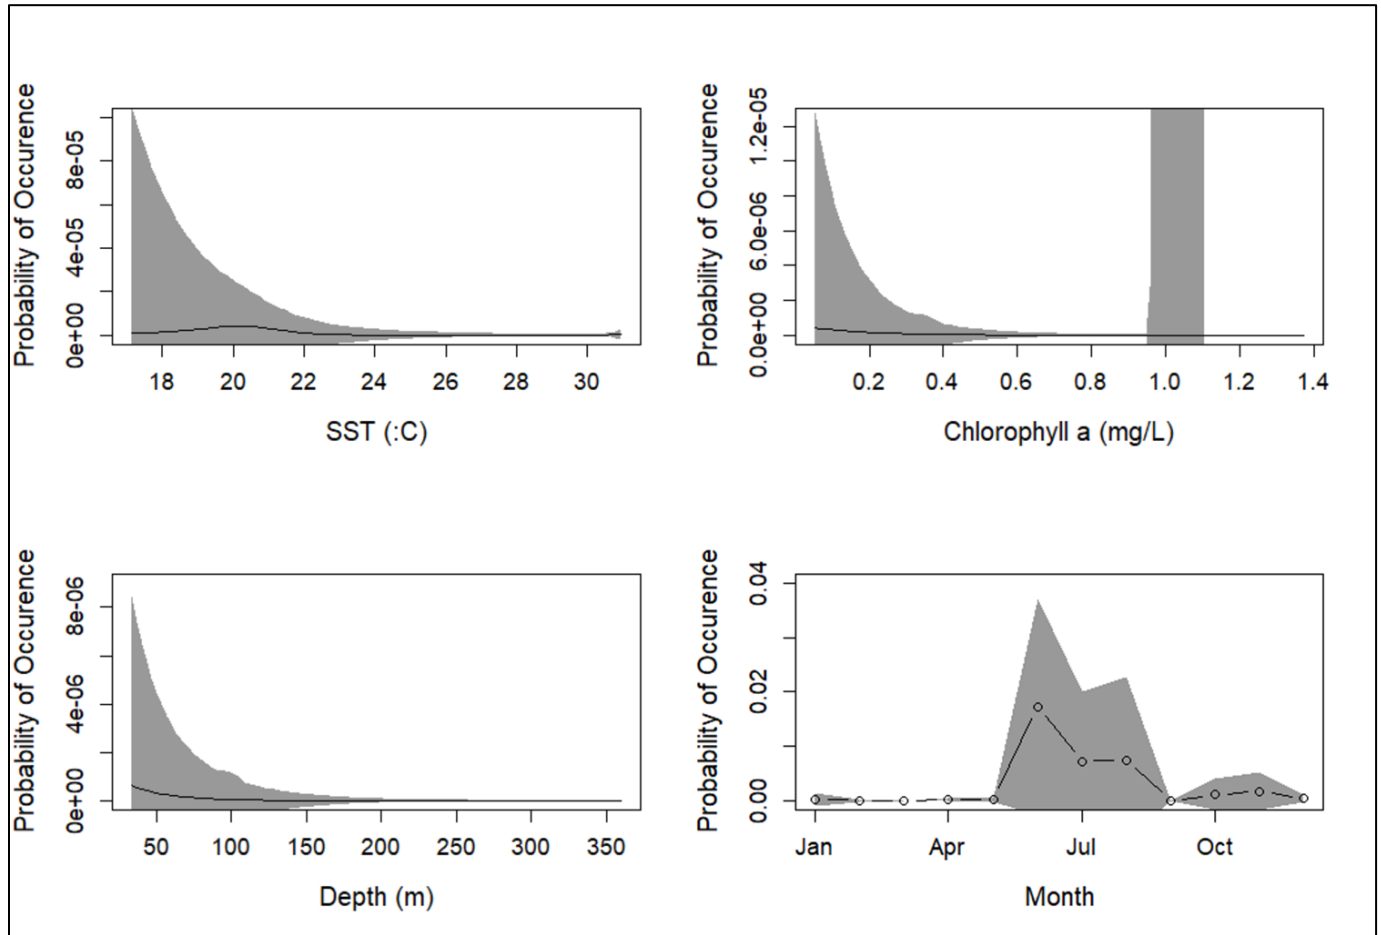 Probability of Occurence
8e-05
4e-05
0e+00
18 20 22 24 26 28 30
SST (:C)
Probability of Occurence
1.2e-05
6.0e-06
0.0e+00
0.2 0.4 0.6 0.8 1.0 1.2 1.4
Chlorophyll a (mg/L)
Probability of Occurence
8e-06
4e-06
0e+00
50 100 150 200 250 300 350
Depth (m)
Probability of Occurence
0.04
0.02
0.00
Jan Apr Jul Oct
Month